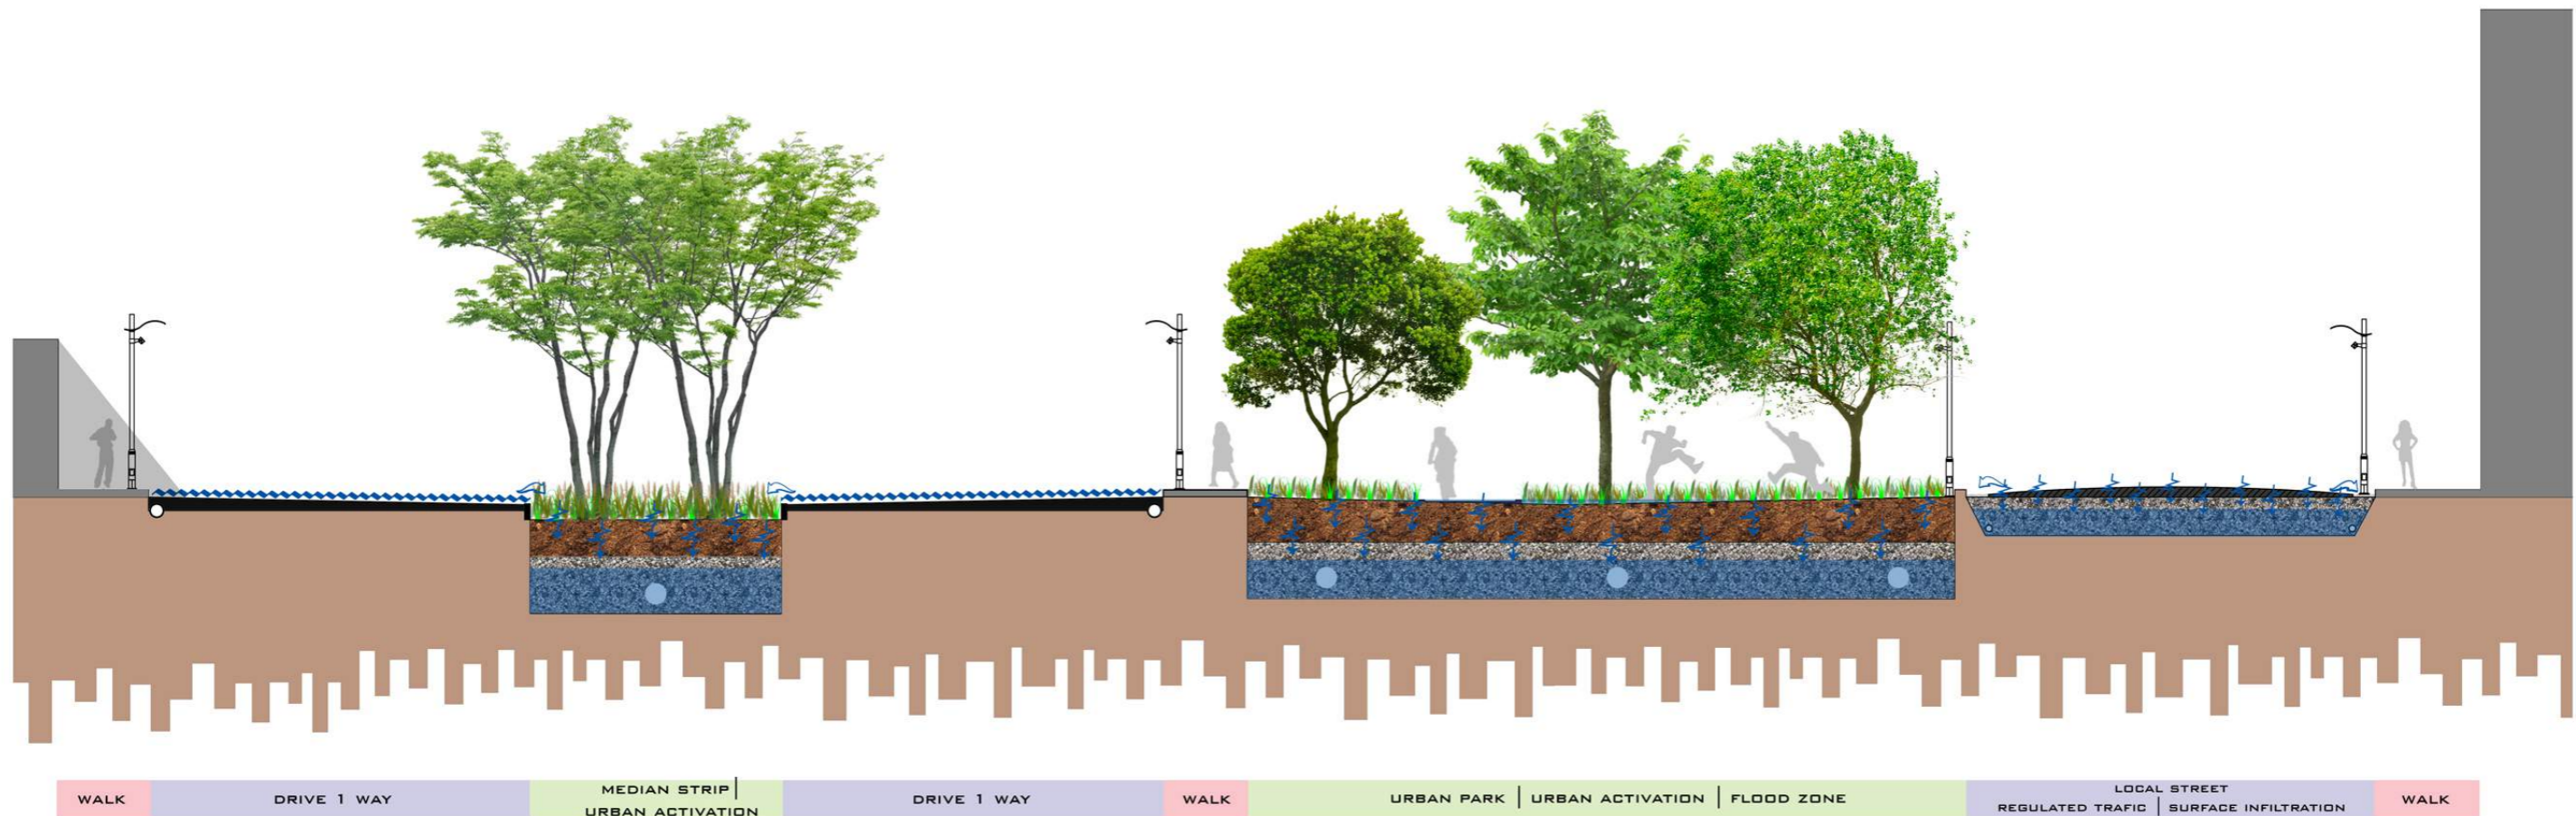 WALK
DRIVE 1 WAY
MEDIAN STRIP |
URBAN ACTIVATION
DRIVE 1 WAY
WALK
URBAN PARK | URBAN ACTIVATION | FLOOD ZONE
LOCAL STREET
REGULATED TRAFIC | SURFACE INFILTRATION
WALK